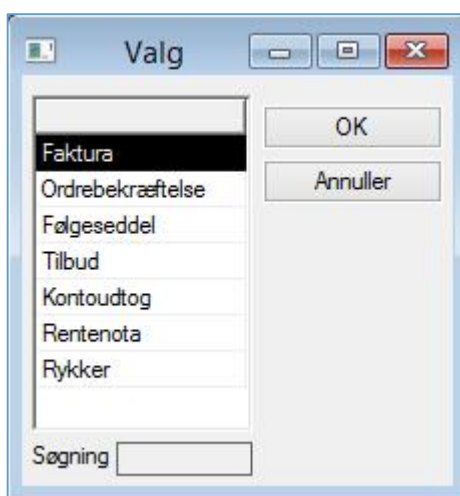 Valg
OK
Annuller
Faktura
Ordrebekræftelse
Følgeseddel
Tilbud
Kontoudtog
Rentenota
Rykker
Søgning